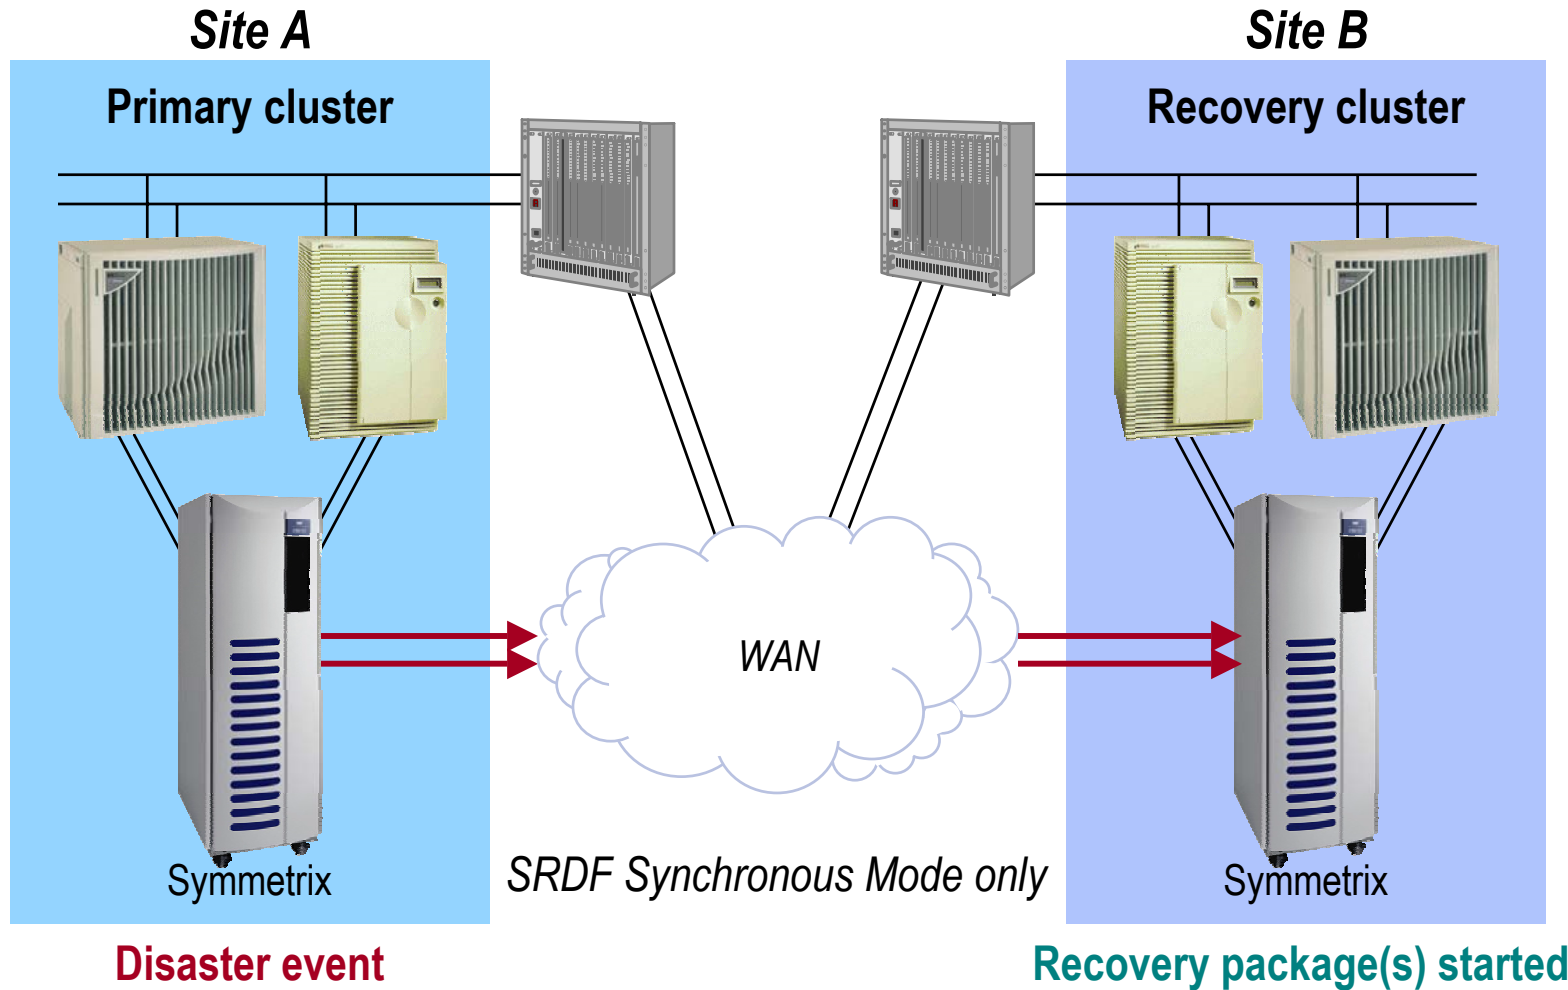 Site A
Site B
Primary cluster
Recovery cluster
WAN
Symmetrix
SRDF Synchronous Mode only
Symmetrix
Disaster event
Recovery package(s) started